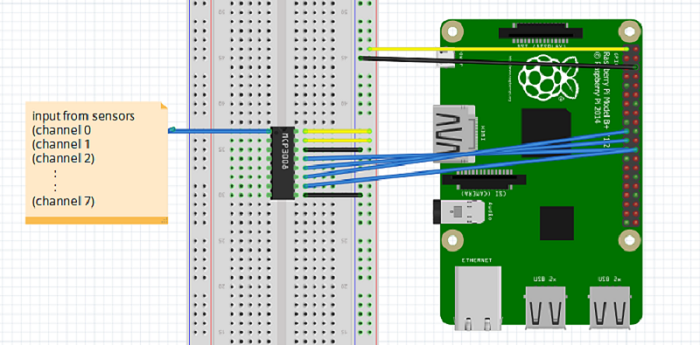 input from sensors
(channel 0
(channel 1
(channel 2)
:
:
(channel 7)
MCP3008
Raspberry Pi Model B+ V1.2
© Raspberry Pi 2014
HDMI
CSI (CAMERA)
Audio
ETHERNET
USB 2x
USB 2x